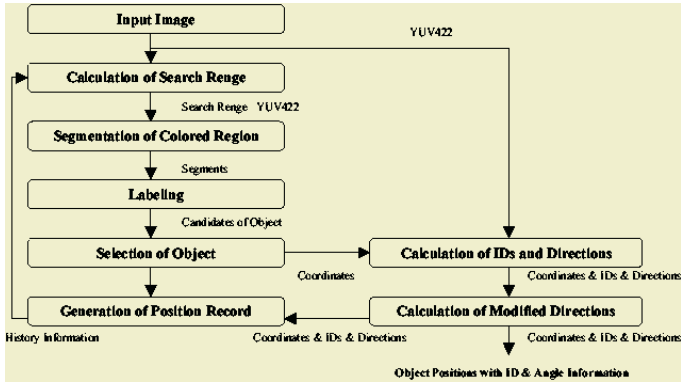 Input Image
YUV422
Calculation of Search Renge
Search Renge YUV422
Segmentation of Colored Region
Segments
Labeling
Candidates of Object
Selection of Object
Calculation of IDs and Directions
Coordinates
Coordinates & IDs & Directions
Generation of Position Record
Calculation of Modified Directions
History Information
Coordinates & IDs & Directions
Coordinates & IDs & Directions
Object Positions with ID & Angle Information